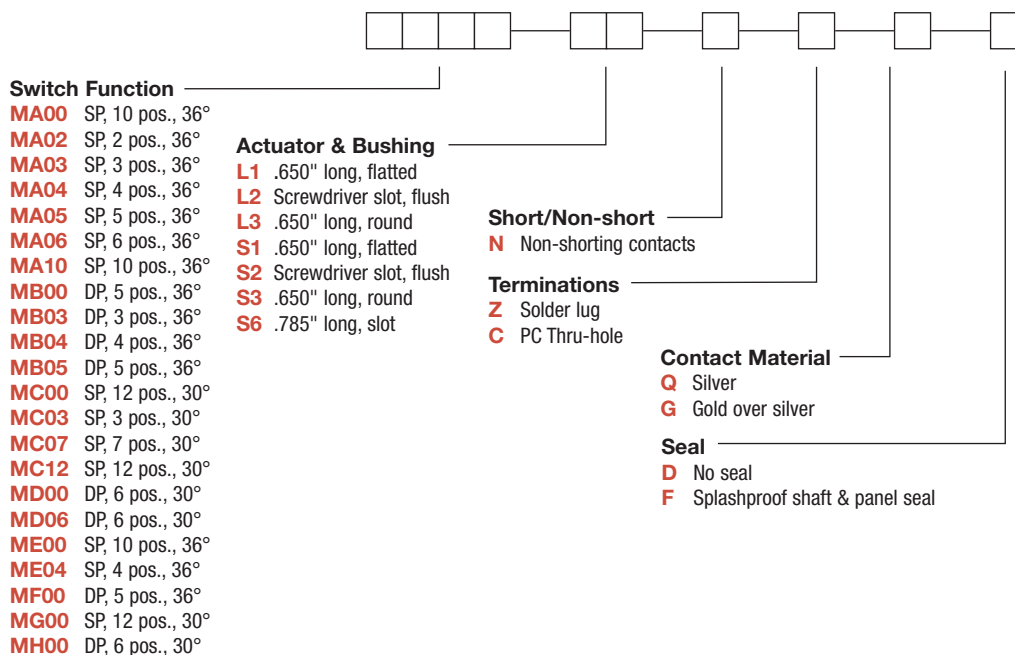 Switch Function
MA00 SP, 10 pos., 36°
MA02 SP, 2 pos., 36°
MA03 SP, 3 pos., 36°
MA04 SP, 4 pos., 36°
MA05 SP, 5 pos., 36°
MA06 SP, 6 pos., 36°
MA10 SP, 10 pos., 36°
MB00 DP, 5 pos., 36°
MB03 DP, 3 pos., 36°
MB04 DP, 4 pos., 36°
MB05 DP, 5 pos., 36°
MC00 SP, 12 pos., 30°
MC03 SP, 3 pos., 30°
MC07 SP, 7 pos., 30°
MC12 SP, 12 pos., 30°
MD00 DP, 6 pos., 30°
MD06 DP, 6 pos., 30°
ME00 SP, 10 pos., 36°
ME04 SP, 4 pos., 36°
MF00 DP, 5 pos., 36°
MG00 SP, 12 pos., 30°
MH00 DP, 6 pos., 30°
Actuator & Bushing
L1 .650" long, flatted
L2 Screwdriver slot, flush
L3 .650" long, round
S1 .650" long, flatted
S2 Screwdriver slot, flush
S3 .650" long, round
S6 .785" long, slot
Short/Non-short
N Non-shorting contacts
Terminations
Z Solder lug
C PC Thru-hole
Contact Material
Q Silver
G Gold over silver
Seal
D No seal
F Splashproof shaft & panel seal